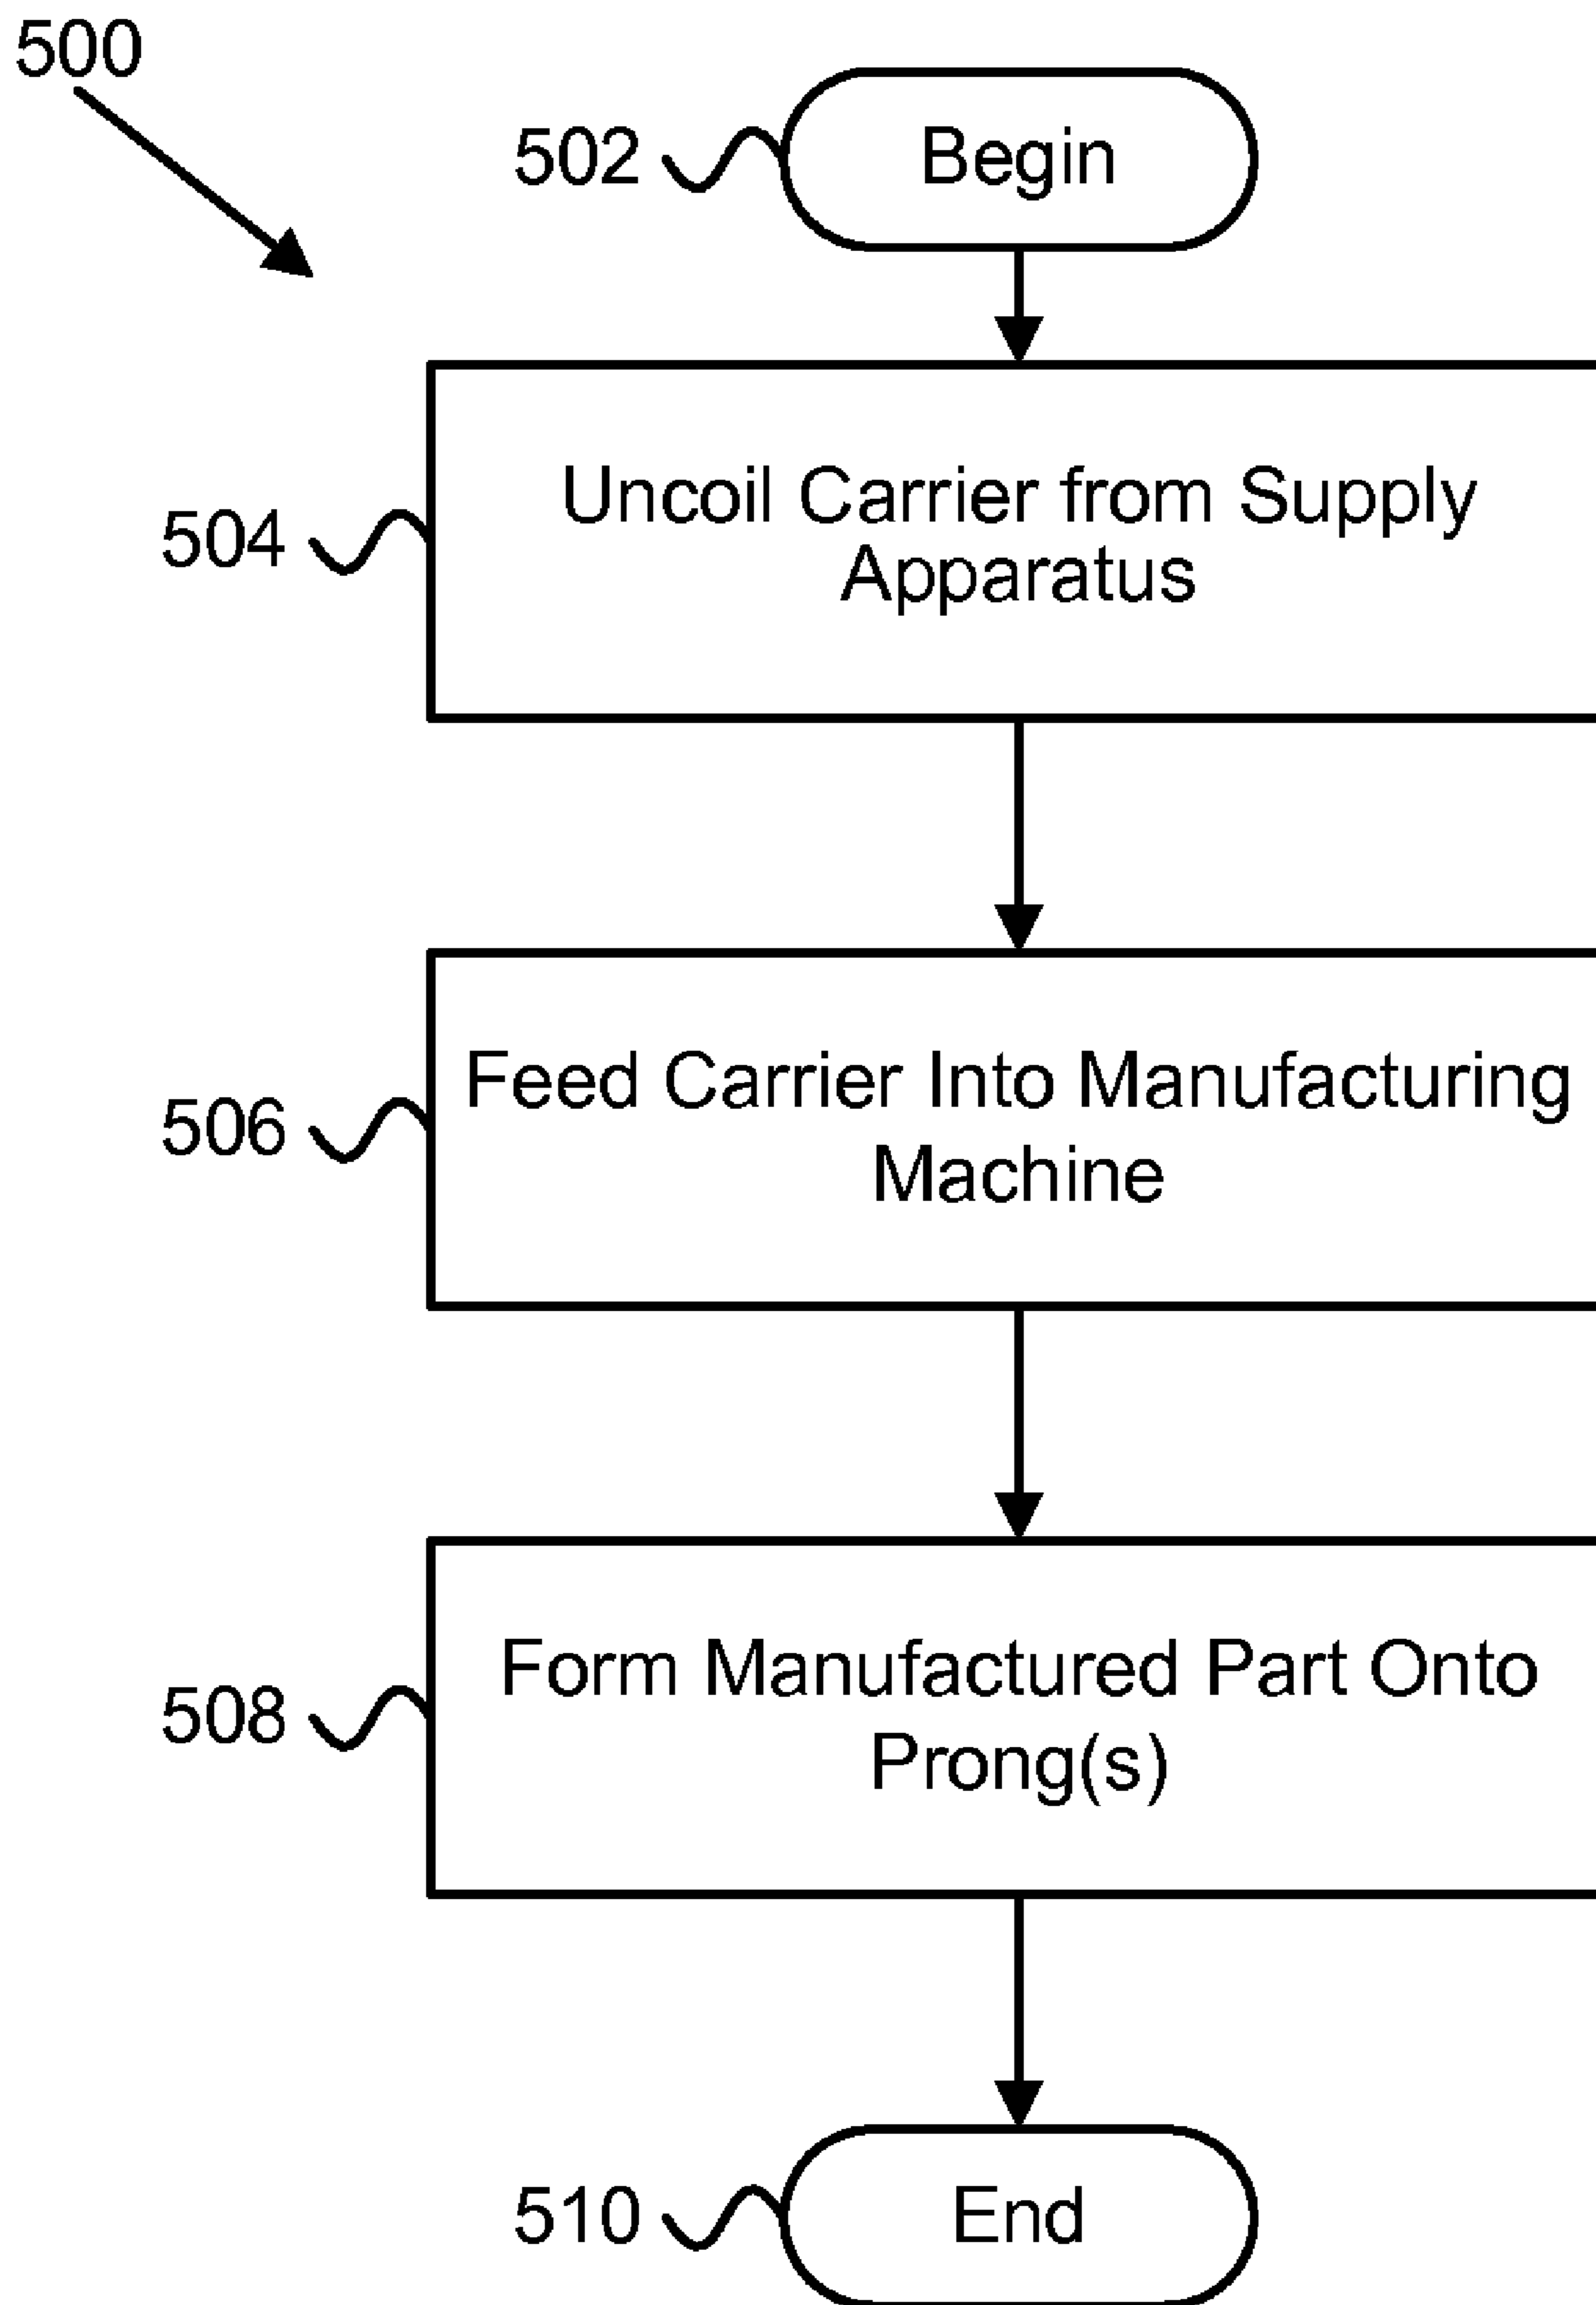 500
502
Begin
504
Uncoil Carrier from Supply
Apparatus
506
Feed Carrier Into Manufacturing
Machine
508
Form Manufactured Part Onto
Prong(s)
510
End